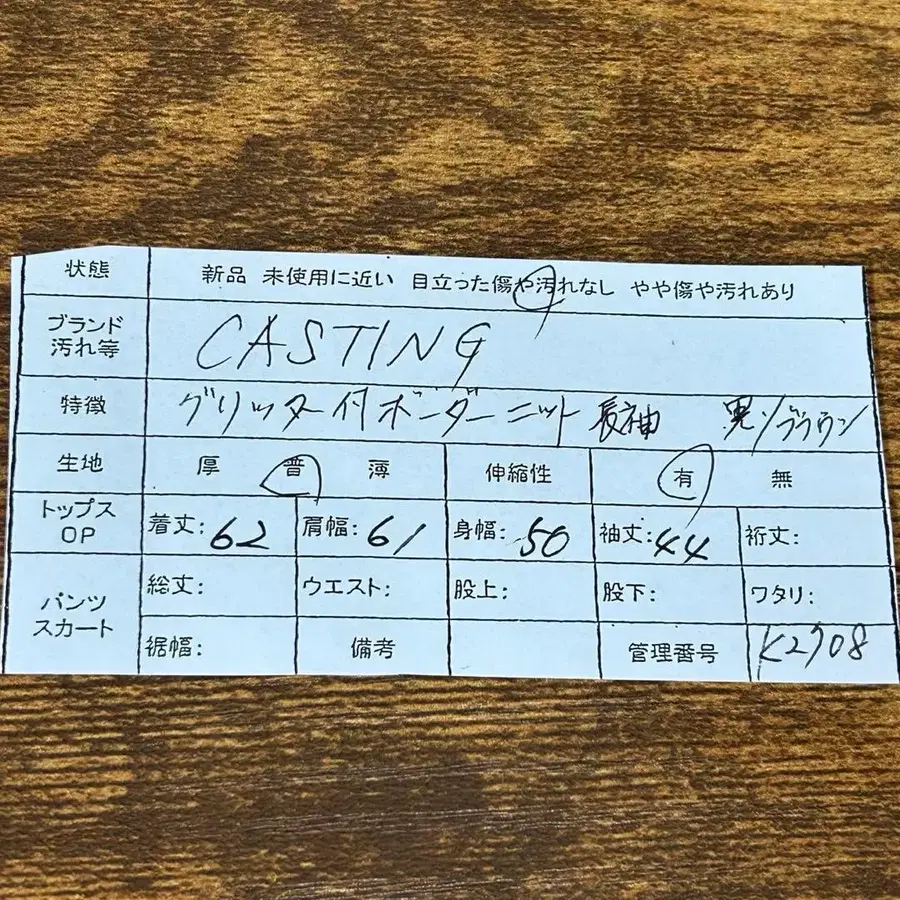 状態 新品 未使用に近い 目立った傷や汚れなし やや傷や汚れあり
ブランド 汚れ等 CASTING
特徴 グリッター付ボーダーニット 長袖 黒/ブラウン
生地 厚 普 薄 伸縮性 有 無
トップス OP 着丈: 62 肩幅: 61 身幅: 50 袖丈: 44 裄丈:
パンツ スカート 総丈: ウエスト: 股上: 股下: ワタリ:
裾幅: 備考 管理番号 K2708